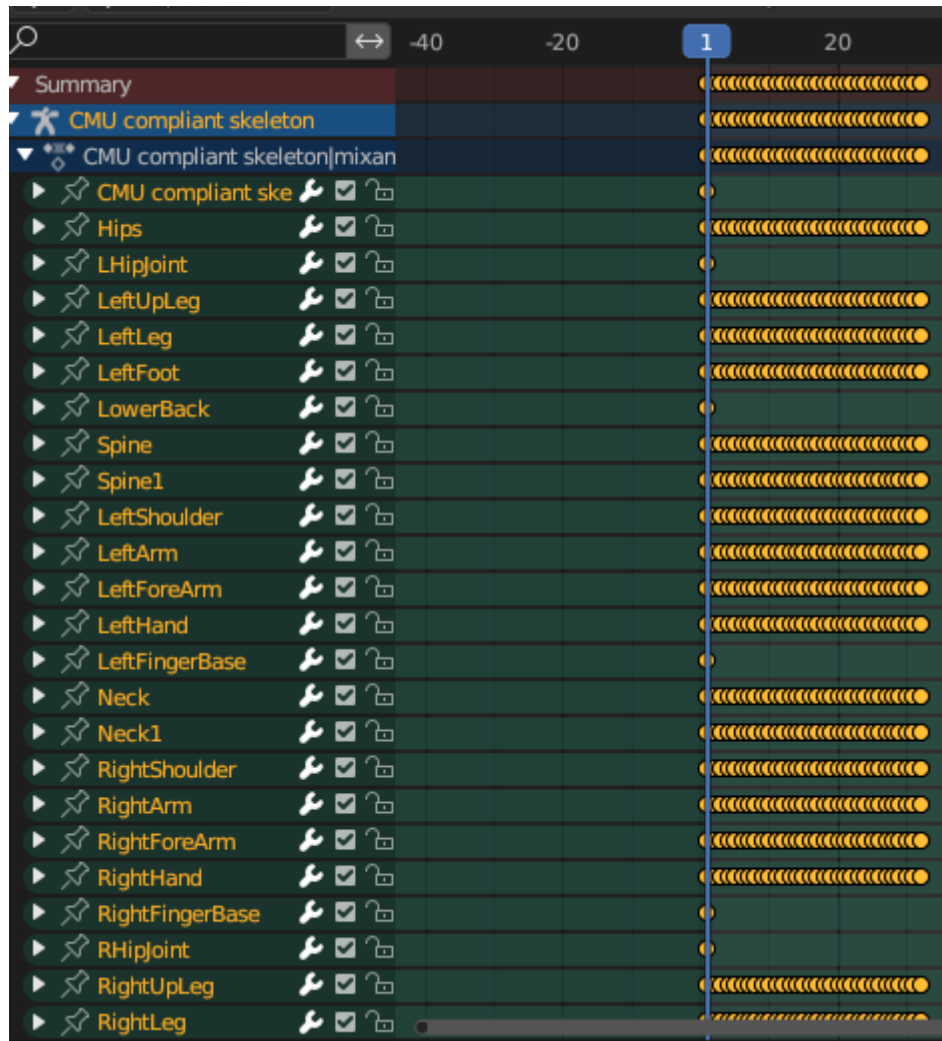 -40 -20 1 20
Summary
CMU compliant skeleton
CMU compliant skeleton|mixan
CMU compliant ske
Hips
LHipJoint
LeftUpLeg
LeftLeg
LeftFoot
LowerBack
Spine
Spine1
LeftShoulder
LeftArm
LeftForeArm
LeftHand
LeftFingerBase
Neck
Neck1
RightShoulder
RightArm
RightForeArm
RightHand
RightFingerBase
RHipJoint
RightUpLeg
RightLeg